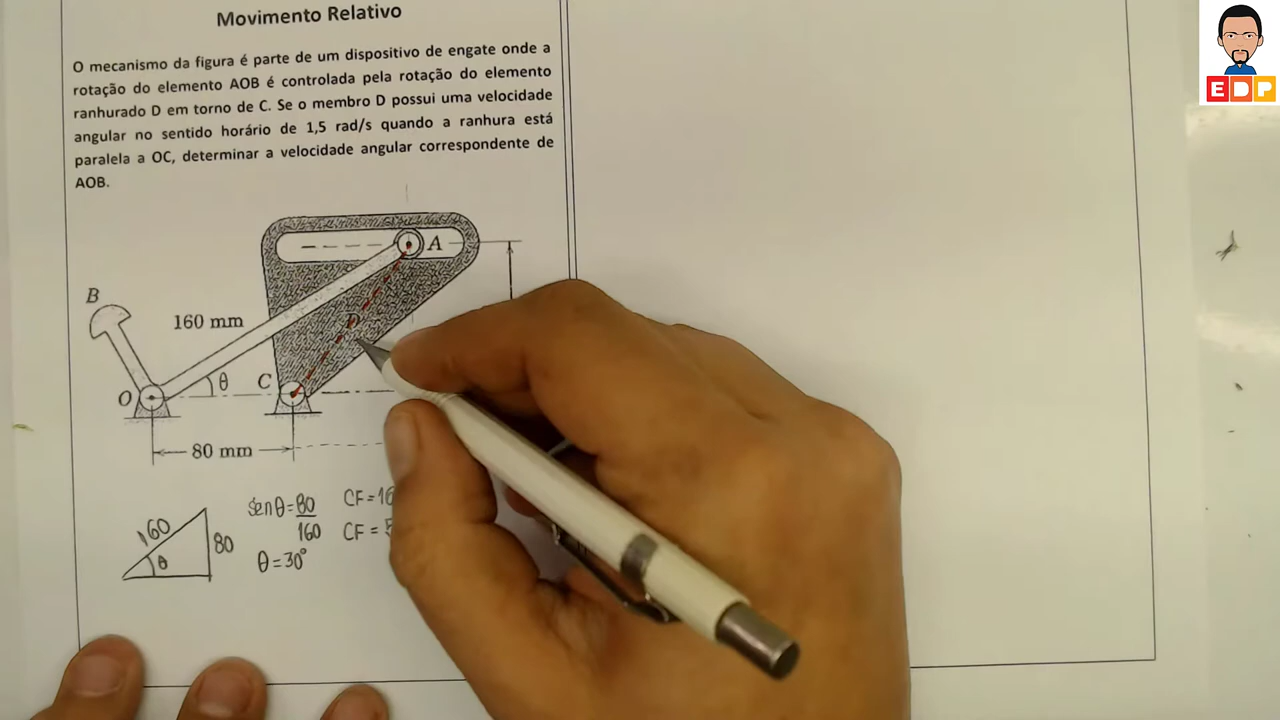 Movimento Relativo
O mecanismo da figura é parte de um dispositivo de engate onde a
rotação do elemento AOB é controlada pela rotação do elemento
ranhurado D em torno de C. Se o membro D possui uma velocidade
angular no sentido horário de 1,5 rad/s quando a ranhura está
paralela a OC, determinar a velocidade angular correspondente de
AOB.
A
B
160 mm
D
θ
C
O
80 mm
160
80
θ
senθ=80
160
θ=30°
CF=16
CF=
EDP